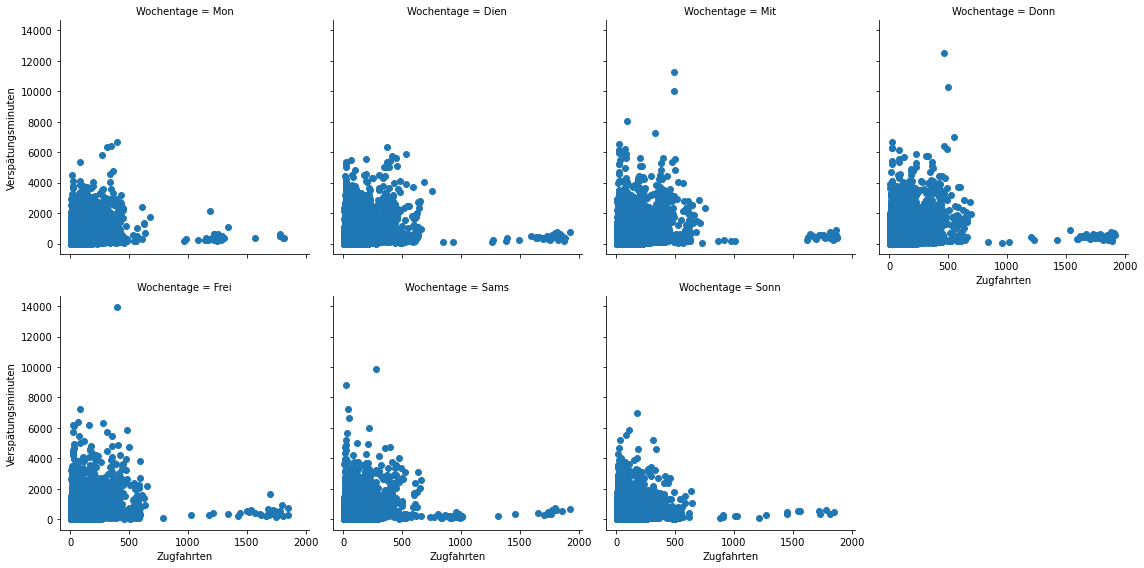 Wochentage = Mon
Wochentage = Dien
Wochentage = Mit
Wochentage = Donn
14000
12000
10000
8000
6000
4000
2000
0
Verspätungsminuten
0 500 1000 1500 2000
Zugfahrten
Wochentage = Frei
Wochentage = Sams
Wochentage = Sonn
14000
12000
10000
8000
6000
4000
2000
0
Verspätungsminuten
0 500 1000 1500 2000
0 500 1000 1500 2000
0 500 1000 1500 2000
Zugfahrten
Zugfahrten
Zugfahrten